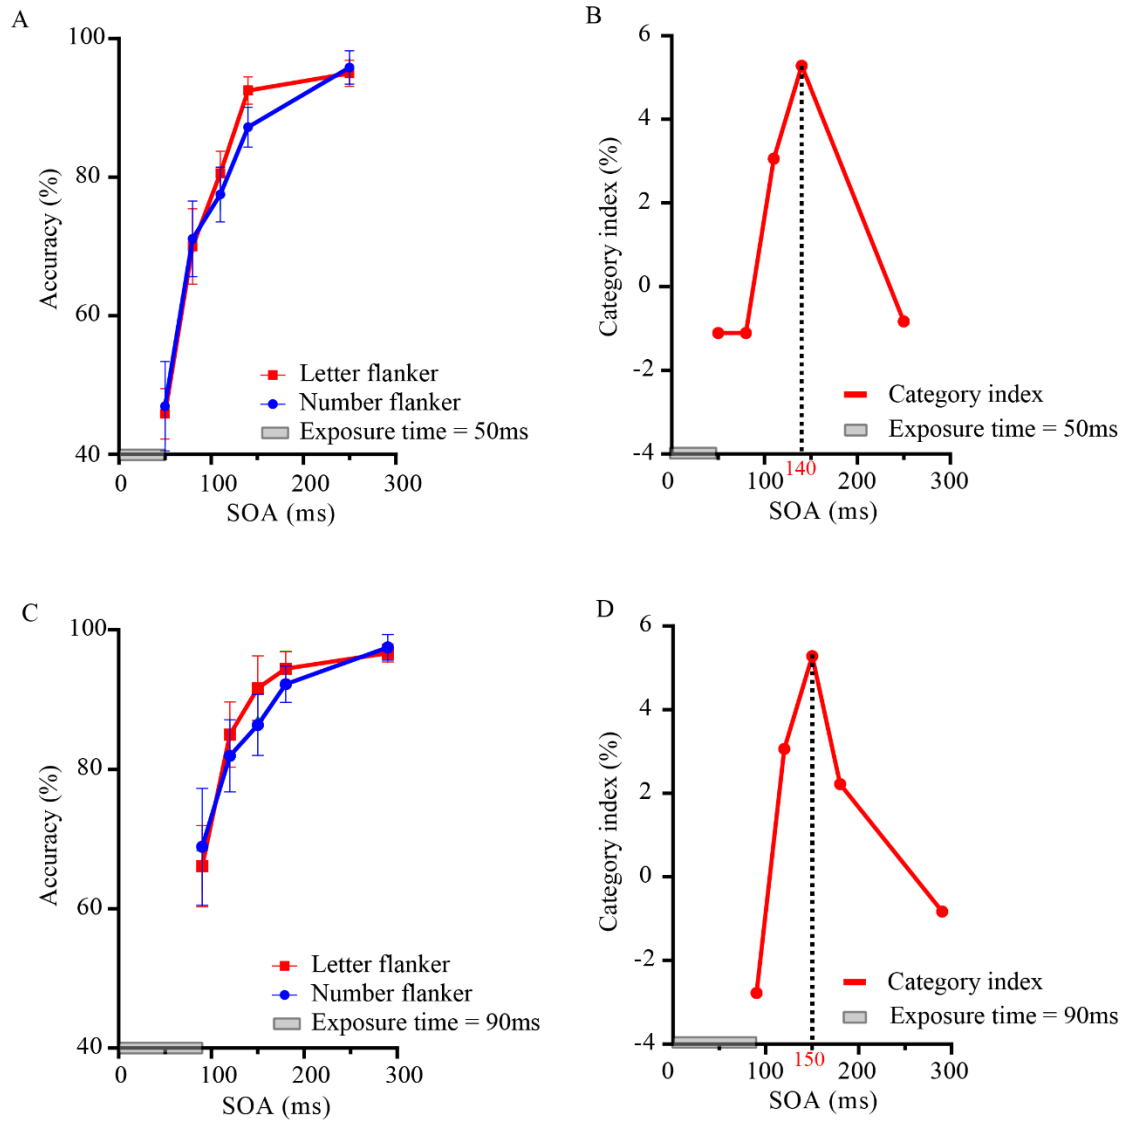 A
100
80
60
40
Accuracy (%)
Letter flanker
Number flanker
Exposure time = 50ms
0
100
200
300
SOA (ms)
B
6
4
2
0
-2
-4
Category index (%)
Category index
Exposure time = 50ms
0
100
140
200
300
SOA (ms)
C
100
80
60
40
Accuracy (%)
Letter flanker
Number flanker
Exposure time = 90ms
0
100
200
300
SOA (ms)
D
6
4
2
0
-2
-4
Category index (%)
Category index
Exposure time = 90ms
0
100
150
200
300
SOA (ms)